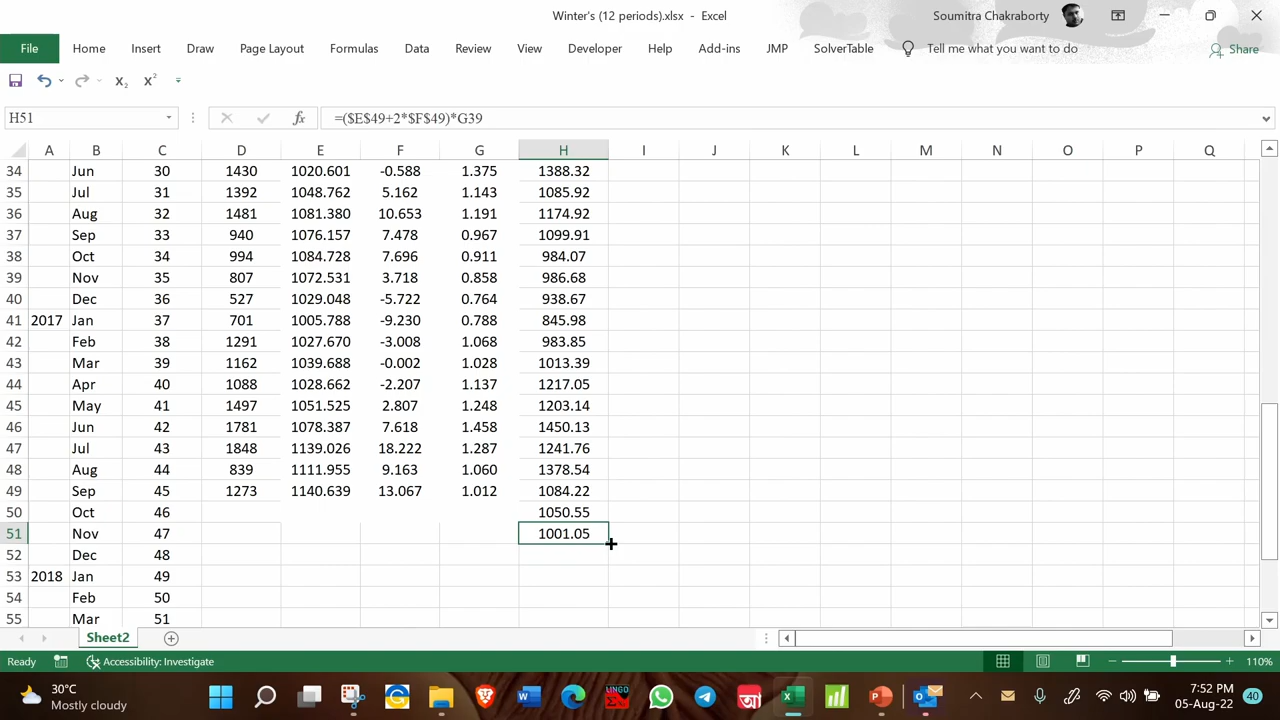 Winter's (12 periods).xlsx - Excel Soumitra Chakraborty
File Home Insert Draw Page Layout Formulas Data Review View Developer Help Add-ins JMP SolverTable Tell me what you want to do Share
X₂ X²
H51 fx =($E$49+2*$F$49)*G39
A B C D E F G H I J K L M N O P Q
34 Jun 30 1430 1020.601 -0.588 1.375 1388.32
35 Jul 31 1392 1048.762 5.162 1.143 1085.92
36 Aug 32 1481 1081.380 10.653 1.191 1174.92
37 Sep 33 940 1076.157 7.478 0.967 1099.91
38 Oct 34 994 1084.728 7.696 0.911 984.07
39 Nov 35 807 1072.531 3.718 0.858 986.68
40 Dec 36 527 1029.048 -5.722 0.764 938.67
41 2017 Jan 37 701 1005.788 -9.230 0.788 845.98
42 Feb 38 1291 1027.670 -3.008 1.068 983.85
43 Mar 39 1162 1039.688 -0.002 1.028 1013.39
44 Apr 40 1088 1028.662 -2.207 1.137 1217.05
45 May 41 1497 1051.525 2.807 1.248 1203.14
46 Jun 42 1781 1078.387 7.618 1.458 1450.13
47 Jul 43 1848 1139.026 18.222 1.287 1241.76
48 Aug 44 839 1111.955 9.163 1.060 1378.54
49 Sep 45 1273 1140.639 13.067 1.012 1084.22
50 Oct 46 1050.55
51 Nov 47 1001.05
52 Dec 48
53 2018 Jan 49
54 Feb 50
55 Mar 51
Sheet2
Ready Accessibility: Investigate 110%
30°C
Mostly cloudy
LINGO
আ
7:52 PM
05-Aug-22
40